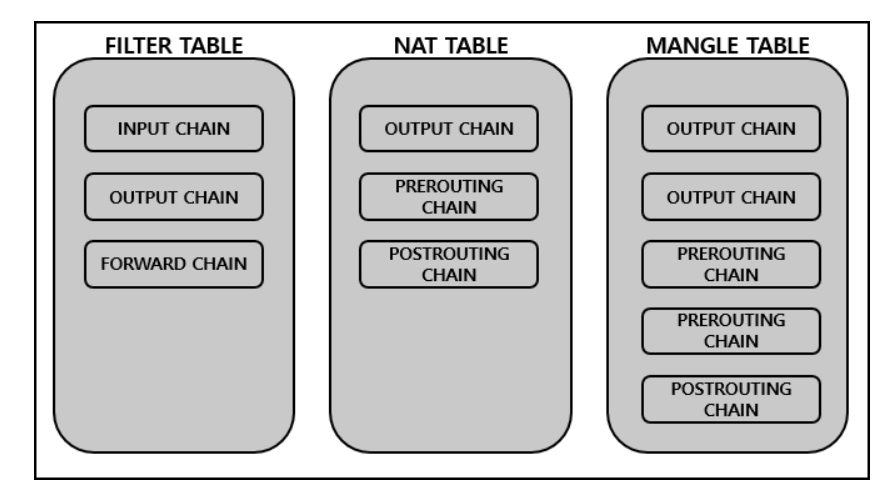 FILTER TABLE
INPUT CHAIN
OUTPUT CHAIN
FORWARD CHAIN
NAT TABLE
OUTPUT CHAIN
PREROUTING
CHAIN
POSTROUTING
CHAIN
MANGLE TABLE
OUTPUT CHAIN
OUTPUT CHAIN
PREROUTING
CHAIN
PREROUTING
CHAIN
POSTROUTING
CHAIN